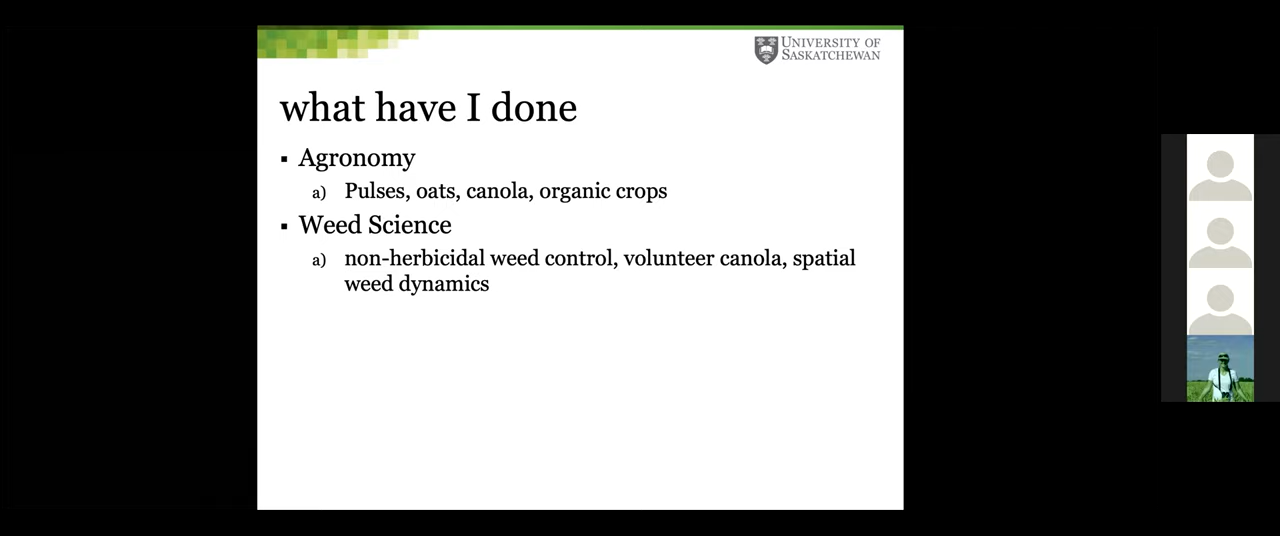 UNIVERSITY OF
SASKATCHEWAN
what have I done
▪ Agronomy
a) Pulses, oats, canola, organic crops
▪ Weed Science
a) non-herbicidal weed control, volunteer canola, spatial
weed dynamics